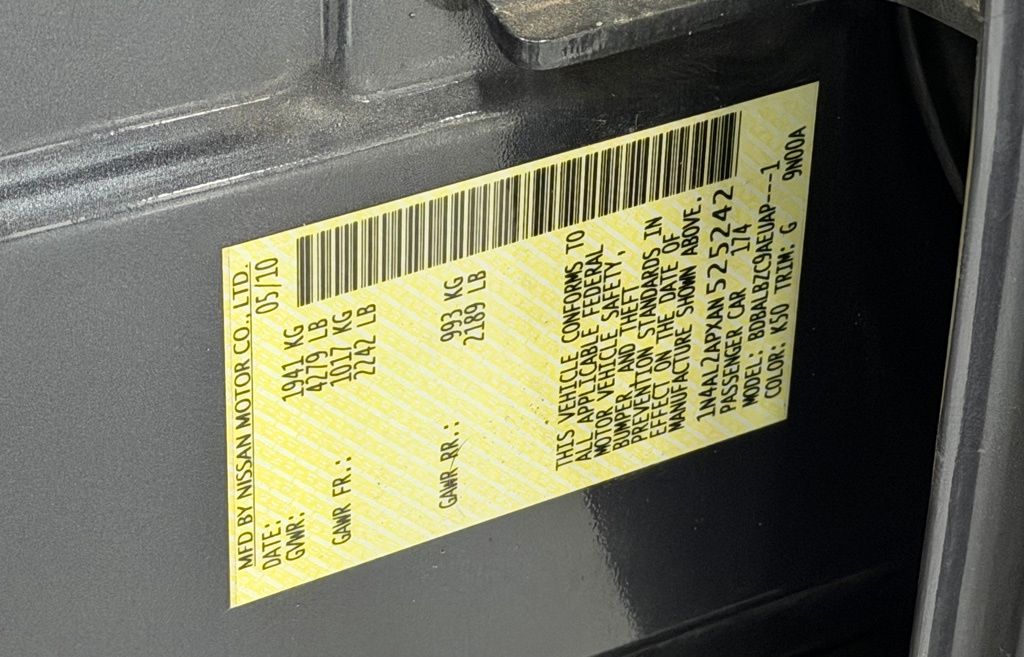 MFD BY NISSAN MOTOR CO., LTD.
DATE: 05/10
GVWR: 1941 KG
4279 LB
GAWR FR.: 1017 KG
2242 LB
GAWR RR.: 993 KG
2189 LB
THIS VEHICLE CONFORMS TO
ALL APPLICABLE FEDERAL
MOTOR VEHICLE SAFETY,
BUMPER, AND THEFT
PREVENTION STANDARDS IN
EFFECT ON THE DATE OF
MANUFACTURE SHOWN ABOVE.
1N4AL2APXAN525242
PASSENGER CAR 174
MODEL: BDBALBZC9AEUAP----1
COLOR: K50 TRIM: G 9N00A